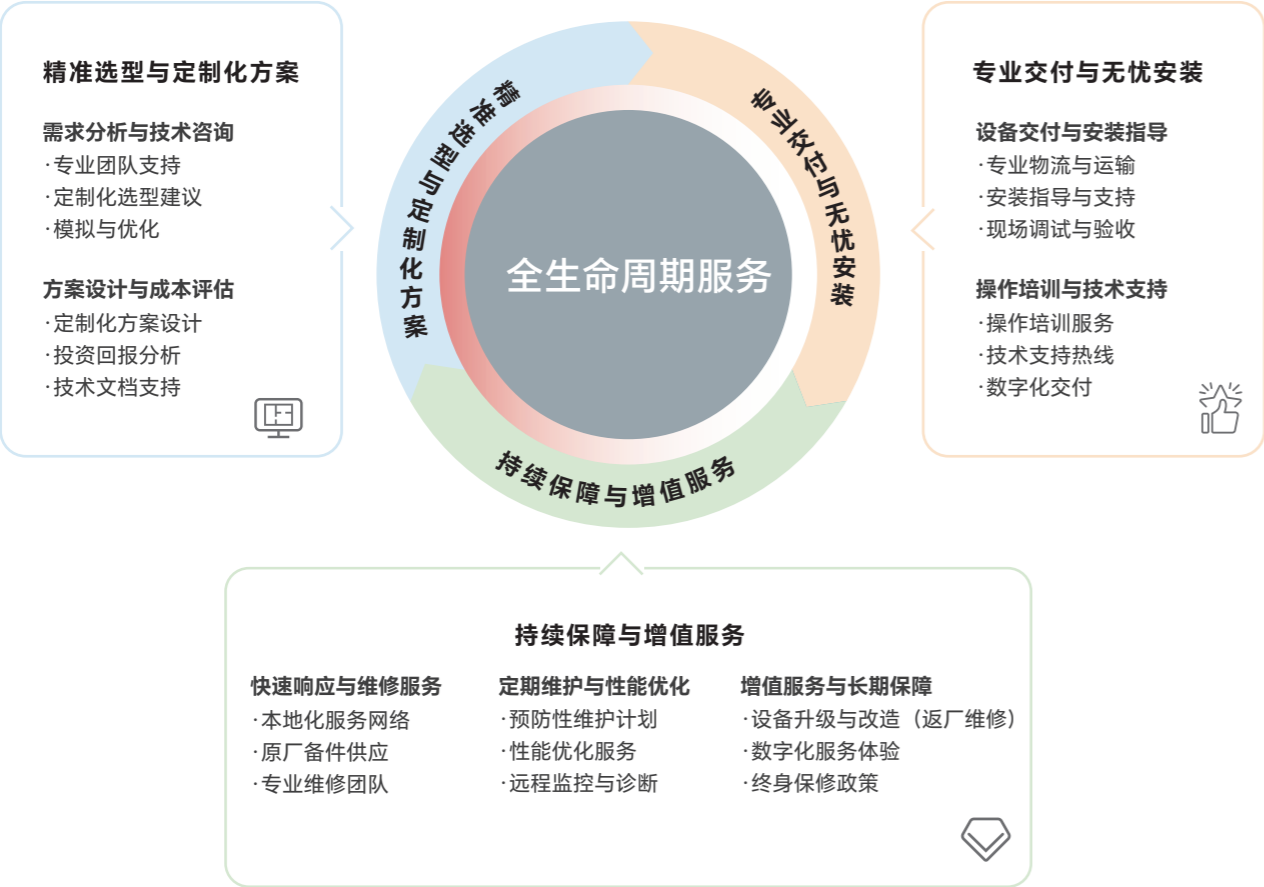 精准选型与定制化方案
需求分析与技术咨询
·专业团队支持
·定制化选型建议
·模拟与优化
方案设计与成本评估
·定制化方案设计
·投资回报分析
·技术文档支持
精准选型与定制化方案
专业交付与无忧安装
持续保障与增值服务
全生命周期服务
专业交付与无忧安装
设备交付与安装指导
·专业物流与运输
·安装指导与支持
·现场调试与验收
操作培训与技术支持
·操作培训服务
·技术支持热线
·数字化交付
持续保障与增值服务
快速响应与维修服务
·本地化服务网络
·原厂备件供应
·专业维修团队
定期维护与性能优化
·预防性维护计划
·性能优化服务
·远程监控与诊断
增值服务与长期保障
·设备升级与改造（返厂维修）
·数字化服务体验
·终身保修政策